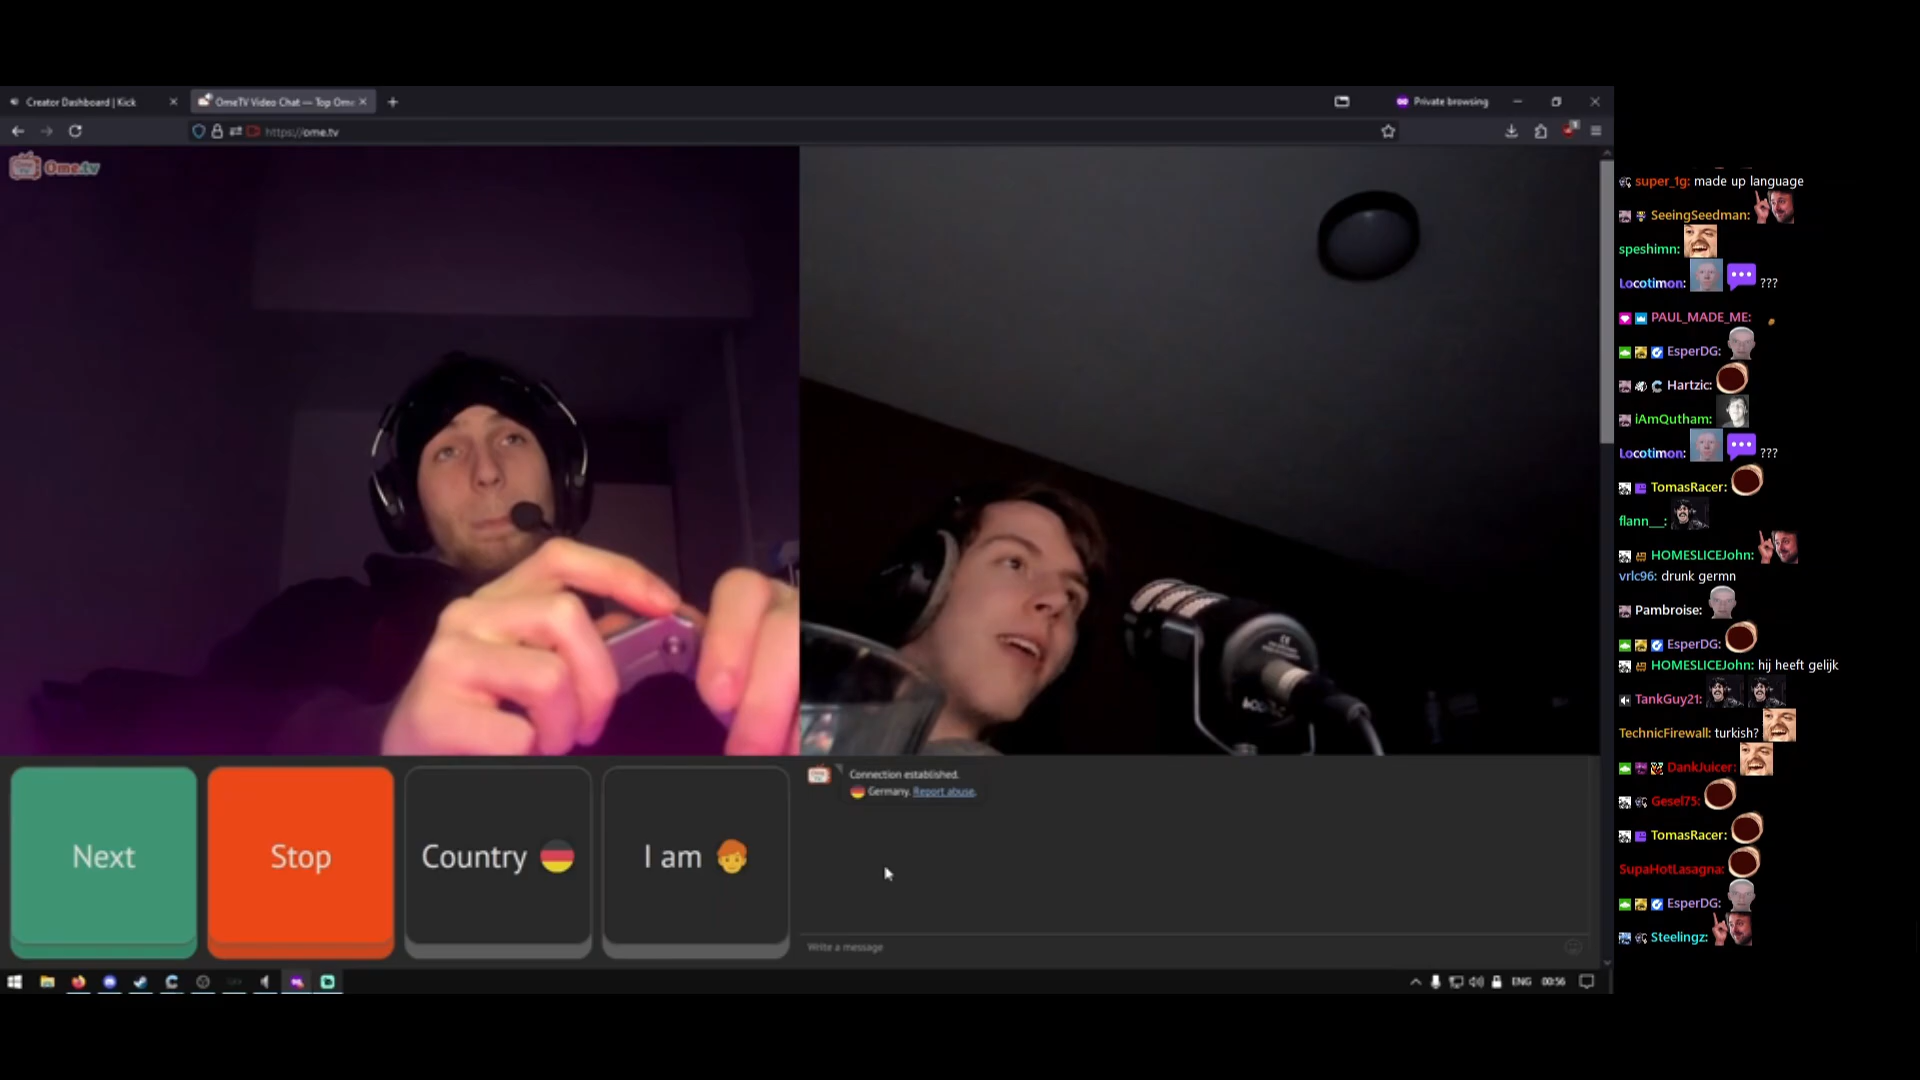 Creator Dashboard | Kick
OmeTV Video Chat — Top Ome
Private browsing
https://ome.tv
Ome.tv
super_1g: made up language
SeeingSeedman:
speshimn:
Locotimon: ???
PAUL_MADE_ME:
EsperDG:
Hartzic:
iAmQutham:
Locotimon: ???
TomasRacer:
flann__:
HOMESLICEJohn:
vrlc96: drunk germn
Pambroise:
EsperDG:
HOMESLICEJohn: hij heeft gelijk
TankGuy21:
TechnicFirewall: turkish?
DankJuicer:
Gesel75:
TomasRacer:
SupaHotLasagna:
EsperDG:
Steelingz:
Connection established.
Germany. Report abuse.
Next
Stop
Country
I am
Write a message
ENG
00:56